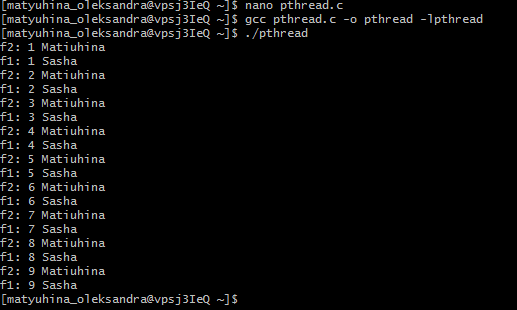 [matyuhina_oleksandra@vpsj3IeQ ~]$ nano pthread.c
[matyuhina_oleksandra@vpsj3IeQ ~]$ gcc pthread.c -o pthread -lpthread
[matyuhina_oleksandra@vpsj3IeQ ~]$ ./pthread
f2: 1 Matiuhina
f1: 1 Sasha
f2: 2 Matiuhina
f1: 2 Sasha
f2: 3 Matiuhina
f1: 3 Sasha
f2: 4 Matiuhina
f1: 4 Sasha
f2: 5 Matiuhina
f1: 5 Sasha
f2: 6 Matiuhina
f1: 6 Sasha
f2: 7 Matiuhina
f1: 7 Sasha
f2: 8 Matiuhina
f1: 8 Sasha
f2: 9 Matiuhina
f1: 9 Sasha
[matyuhina_oleksandra@vpsj3IeQ ~]$